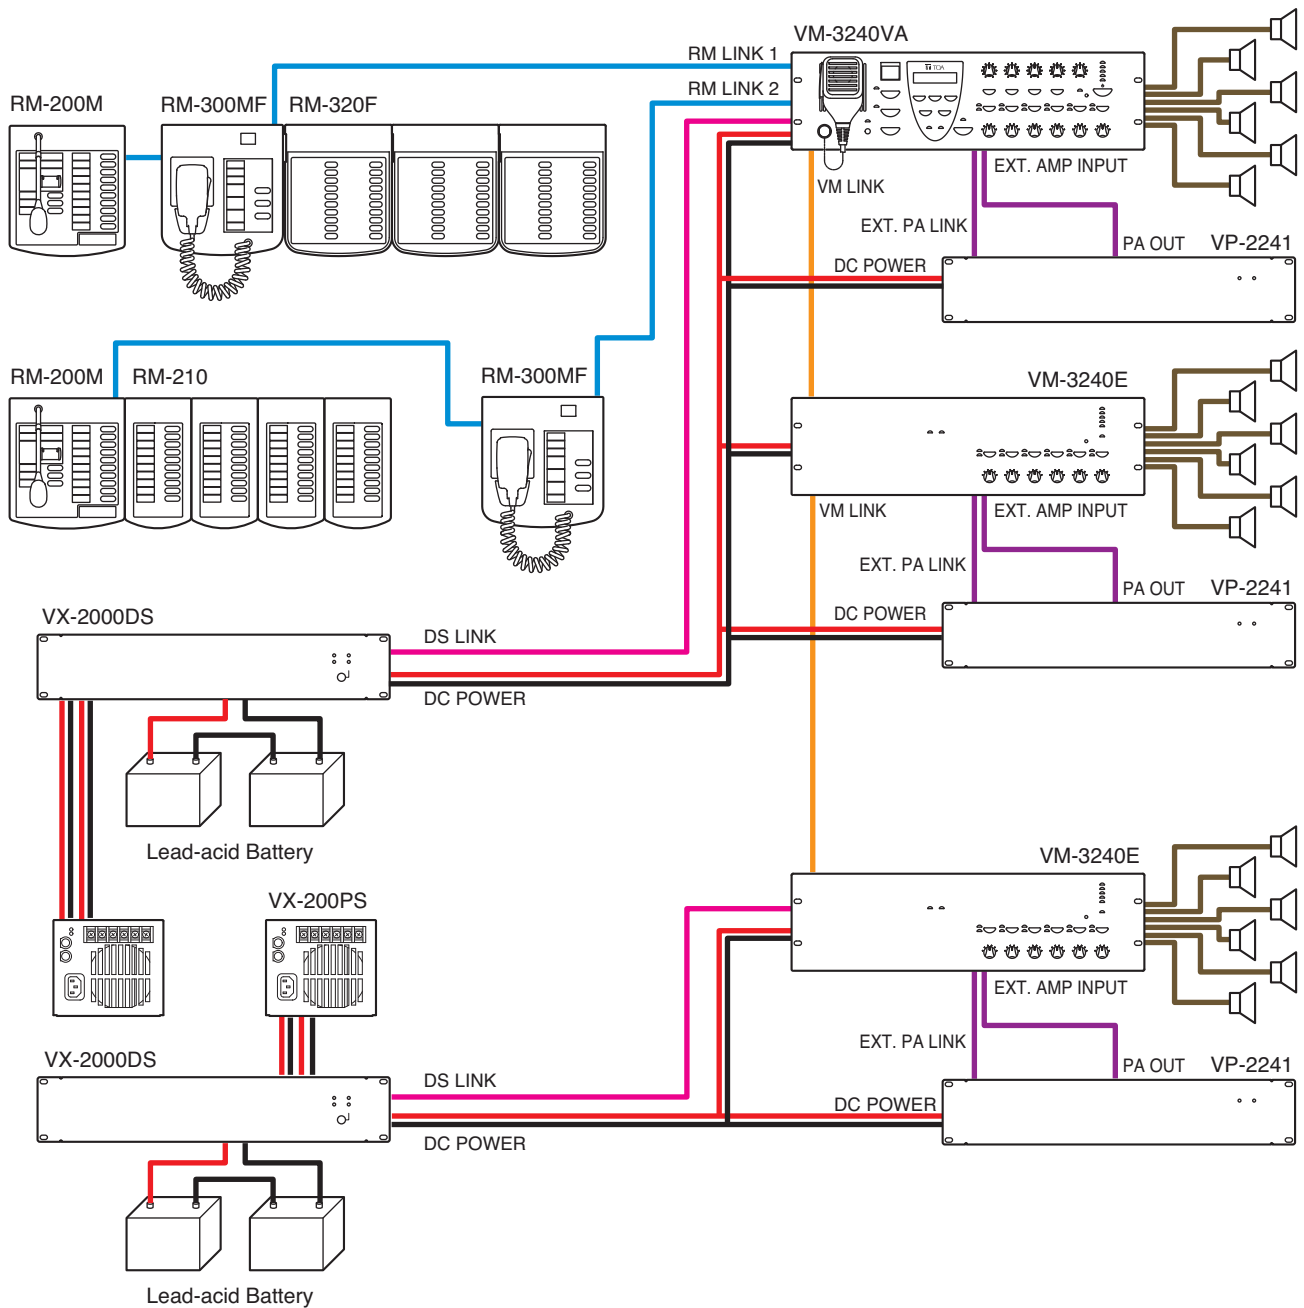 VM-3240VA
RM LINK 1
RM LINK 2
RM-200M
RM-300MF
RM-320F
TOA
VM LINK
EXT. AMP INPUT
EXT. PA LINK
PA OUT
VP-2241
DC POWER
RM-200M
RM-210
RM-300MF
VM-3240E
VM LINK
EXT. AMP INPUT
EXT. PA LINK
PA OUT
VP-2241
DC POWER
VX-2000DS
DS LINK
DC POWER
Lead-acid Battery
VM-3240E
VX-200PS
EXT. AMP INPUT
EXT. PA LINK
PA OUT
VP-2241
VX-2000DS
DS LINK
DC POWER
DC POWER
Lead-acid Battery